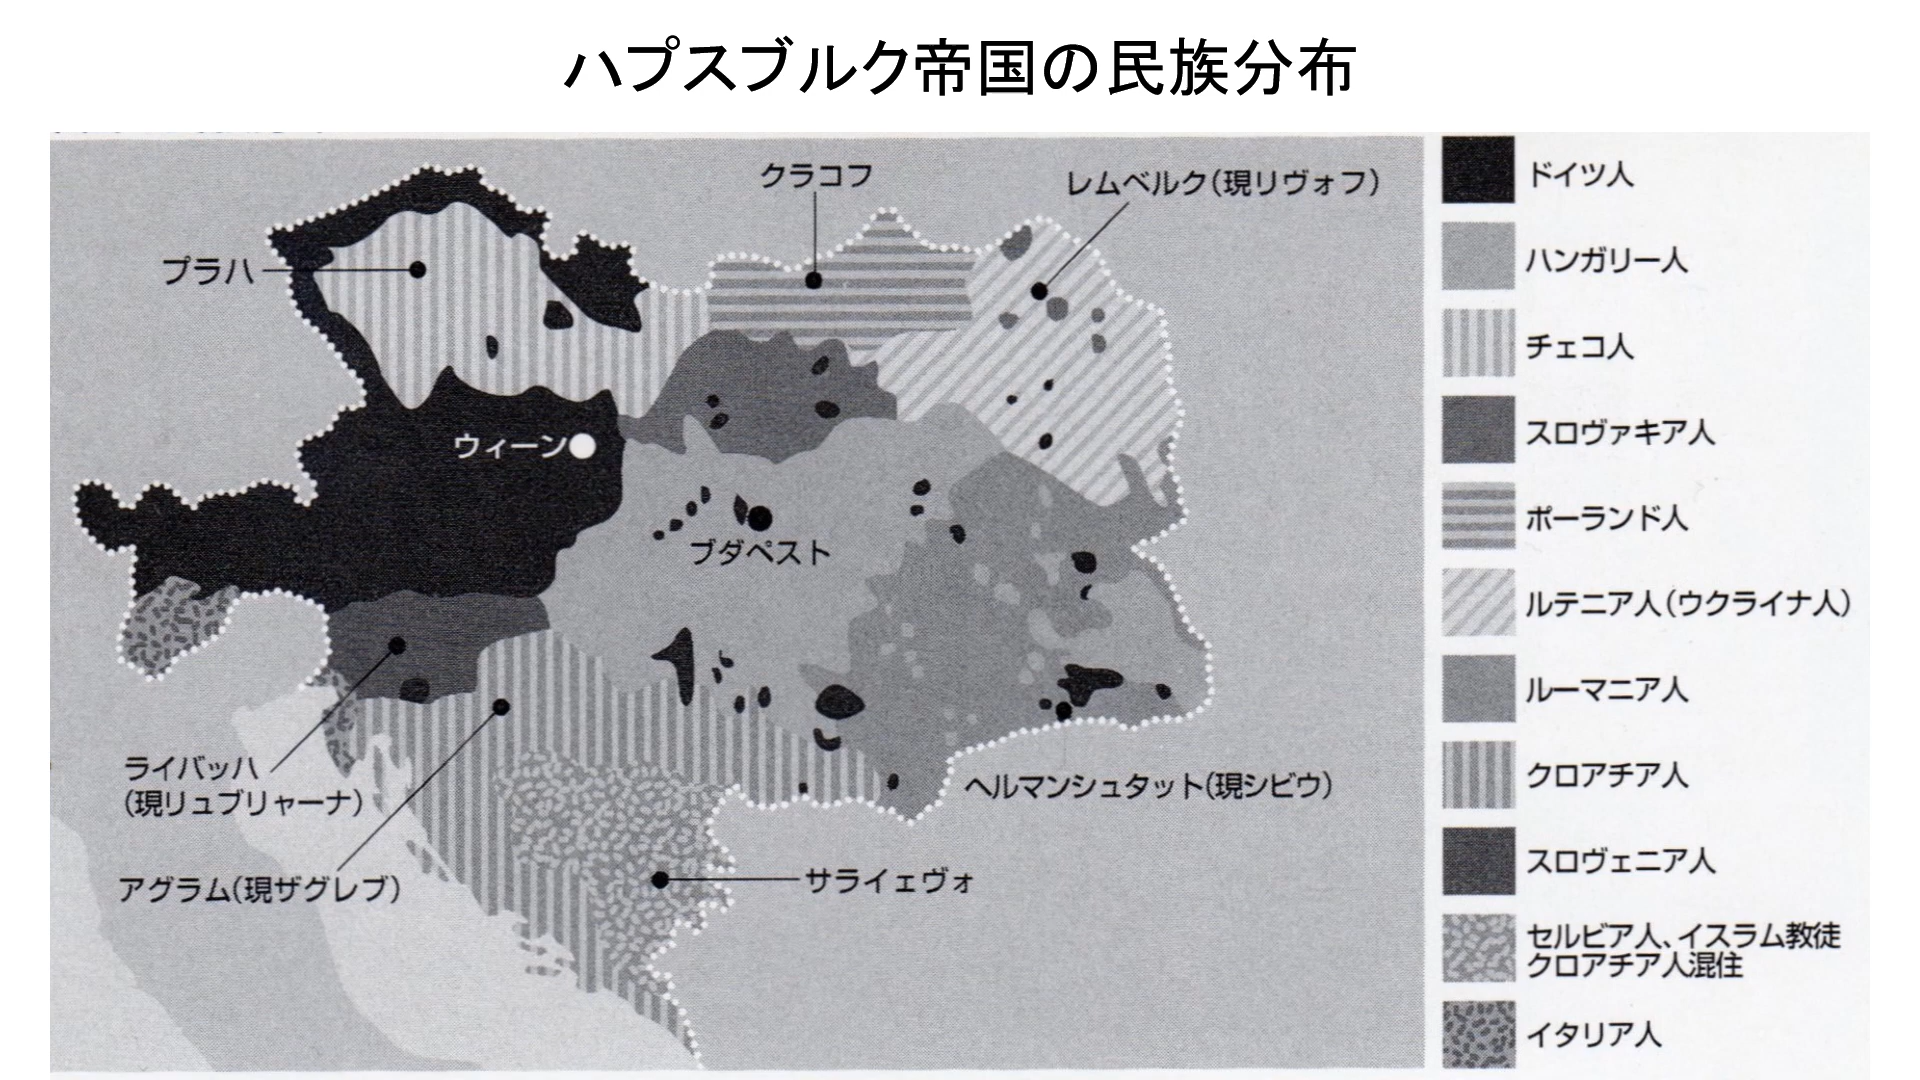 ハプスブルク帝国の民族分布
クラコフ
レムベルク(現リヴォフ)
プラハ
ウィーン
ブダペスト
ライバッハ
(現リュブリャーナ)
ヘルマンシュタット(現シビウ)
アグラム(現ザグレブ)
サライェヴォ
ドイツ人
ハンガリー人
チェコ人
スロヴァキア人
ポーランド人
ルテニア人(ウクライナ人)
ルーマニア人
クロアチア人
スロヴェニア人
セルビア人、イスラム教徒
クロアチア人混住
イタリア人